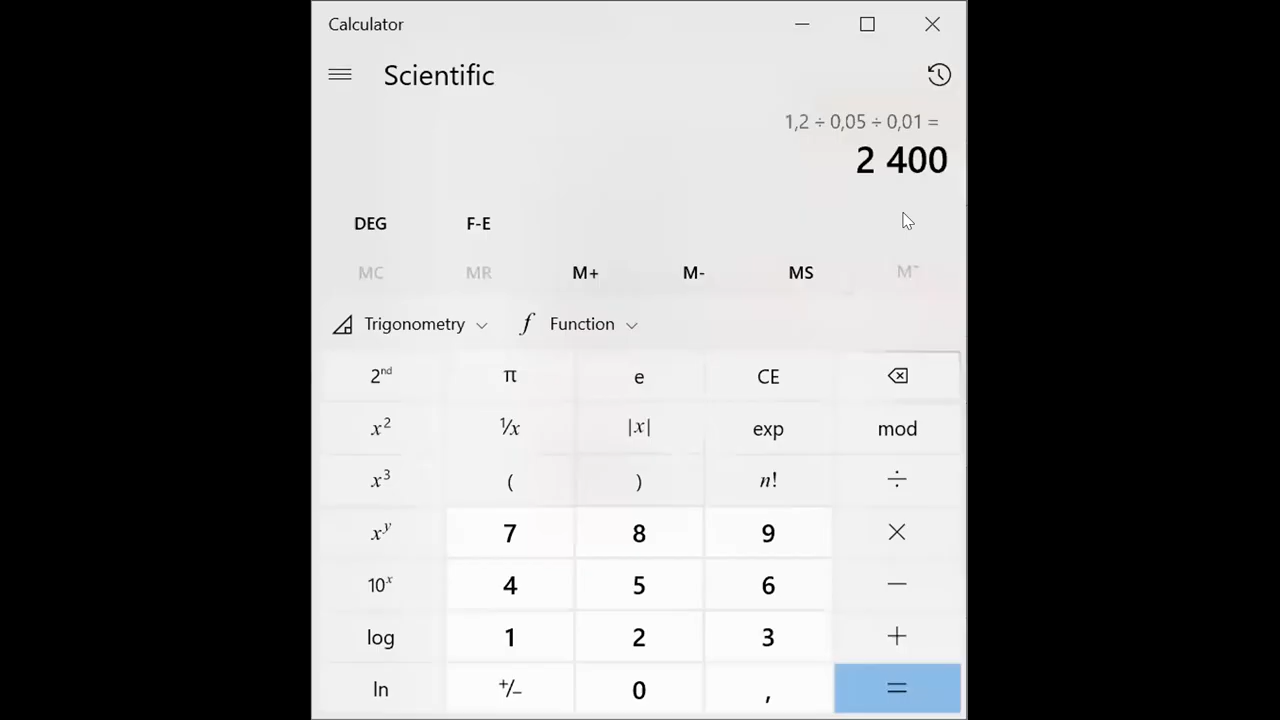 Calculator
Scientific
1,2 ÷ 0,05 ÷ 0,01 =
2 400
DEG F-E
MC MR M+ M- MS M˅
Trigonometry Function
2ⁿᵈ π e CE
x² ¹/x |x| exp mod
x³ ( ) n! ÷
xʸ 7 8 9 ×
10ˣ 4 5 6 −
log 1 2 3 +
ln +/− 0 , =